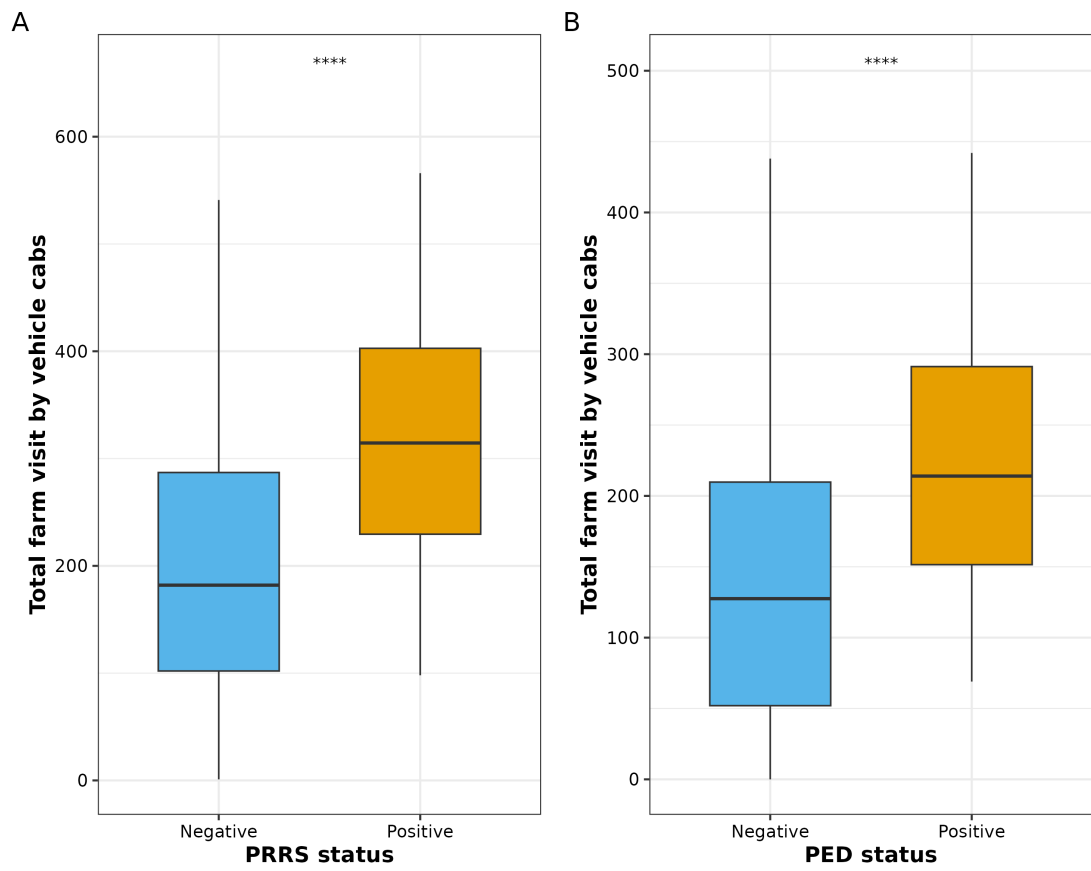 A
Total farm visit by vehicle cabs
600
400
200
0
****
Negative
Positive
PRRS status
B
Total farm visit by vehicle cabs
500
400
300
200
100
0
****
Negative
Positive
PED status